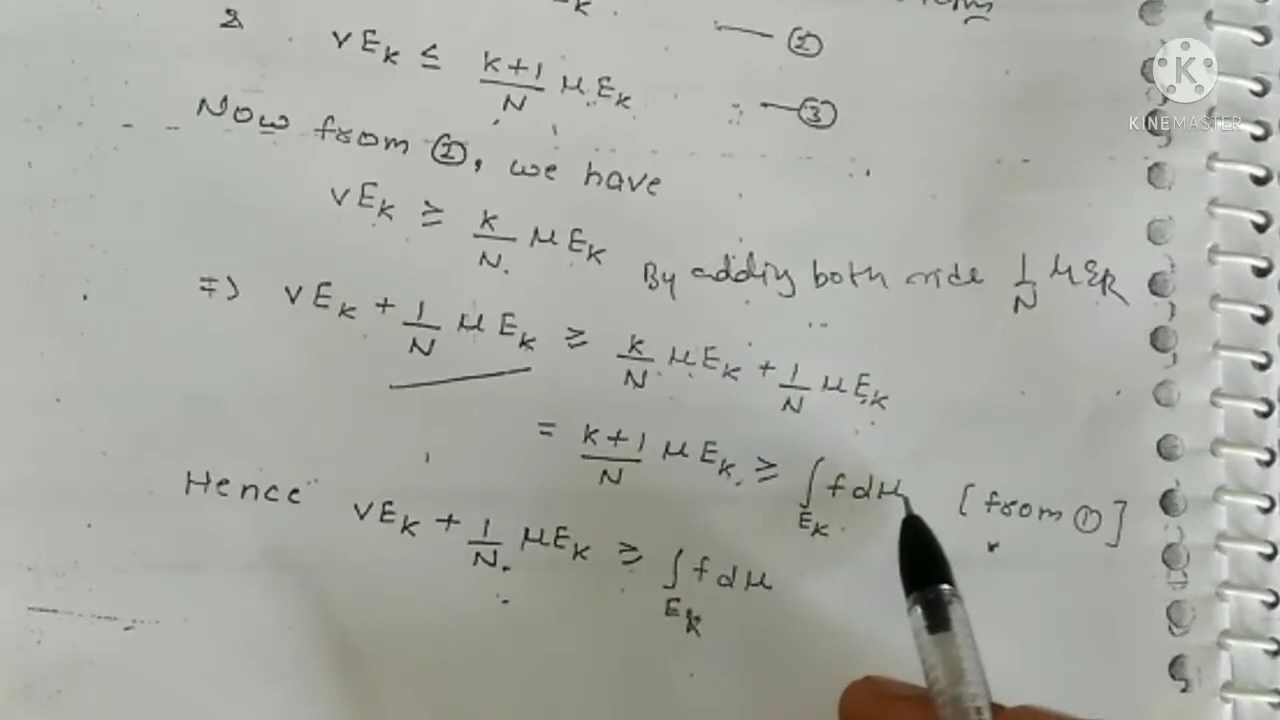 & νE_k ≤ (k+1)/N μE_k — ③
— ②
Now from ②, we have
νE_k ≥ k/N μE_k By adding both side 1/N μE_k
⇒ νE_k + 1/N μE_k ≥ k/N μE_k + 1/N μE_k
= (k+1)/N μE_k ≥ ∫_{E_k} f dμ [from ①]
Hence νE_k + 1/N μE_k ≥ ∫_{E_k} f dμ
K
KINEMASTER